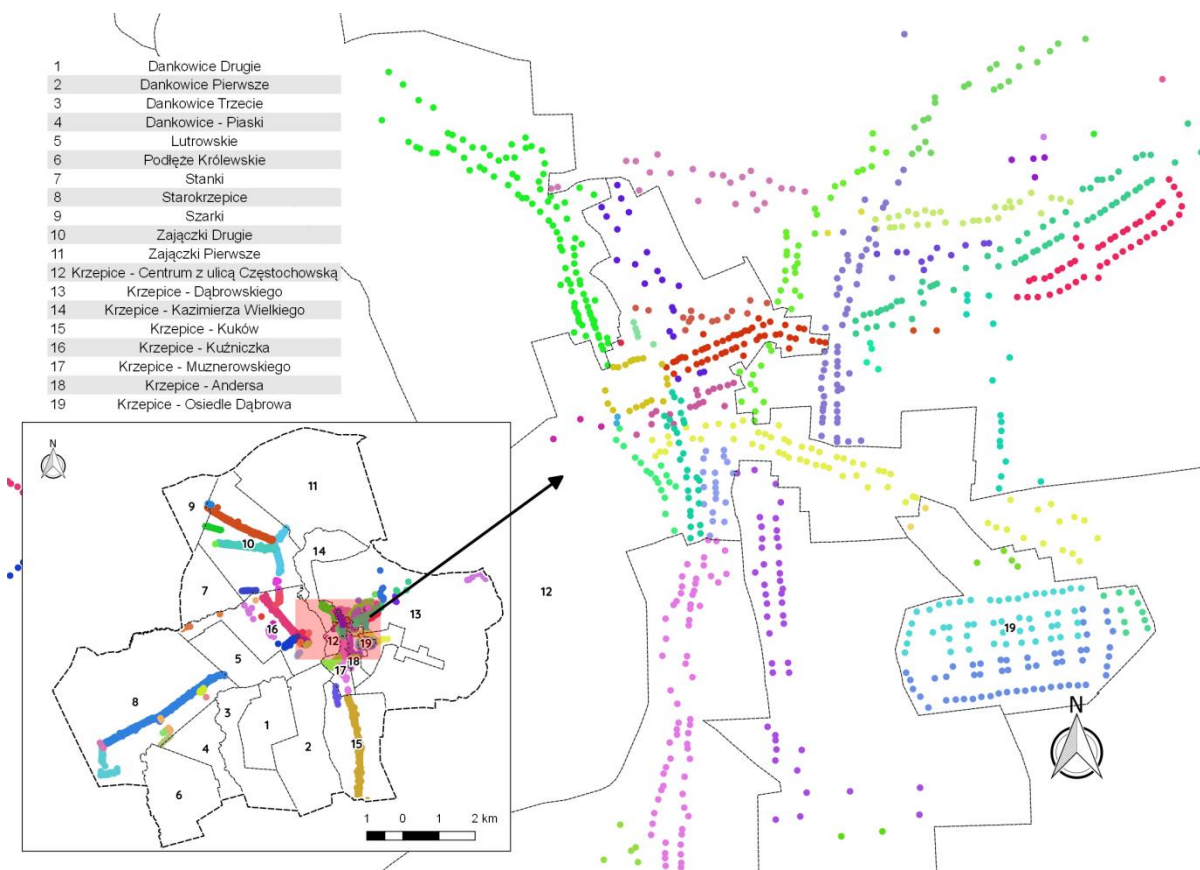 1 Dankowice Drugie
2 Dankowice Pierwsze
3 Dankowice Trzecie
4 Dankowice - Piaski
5 Lutrowskie
6 Podłęże Królewskie
7 Stanki
8 Starokrzepice
9 Szarki
10 Zajączki Drugie
11 Zajączki Pierwsze
12 Krzepice - Centrum z ulicą Częstochowską
13 Krzepice - Dąbrowskiego
14 Krzepice - Kazimierza Wielkiego
15 Krzepice - Kuków
16 Krzepice - Kuźniczka
17 Krzepice - Muznerowskiego
18 Krzepice - Andersa
19 Krzepice - Osiedle Dąbrowa
N
11
9
10
14
7
13
16
12
19
5
17
18
8
3
1
2
15
4
6
1 0 1 2 km
12
19
N